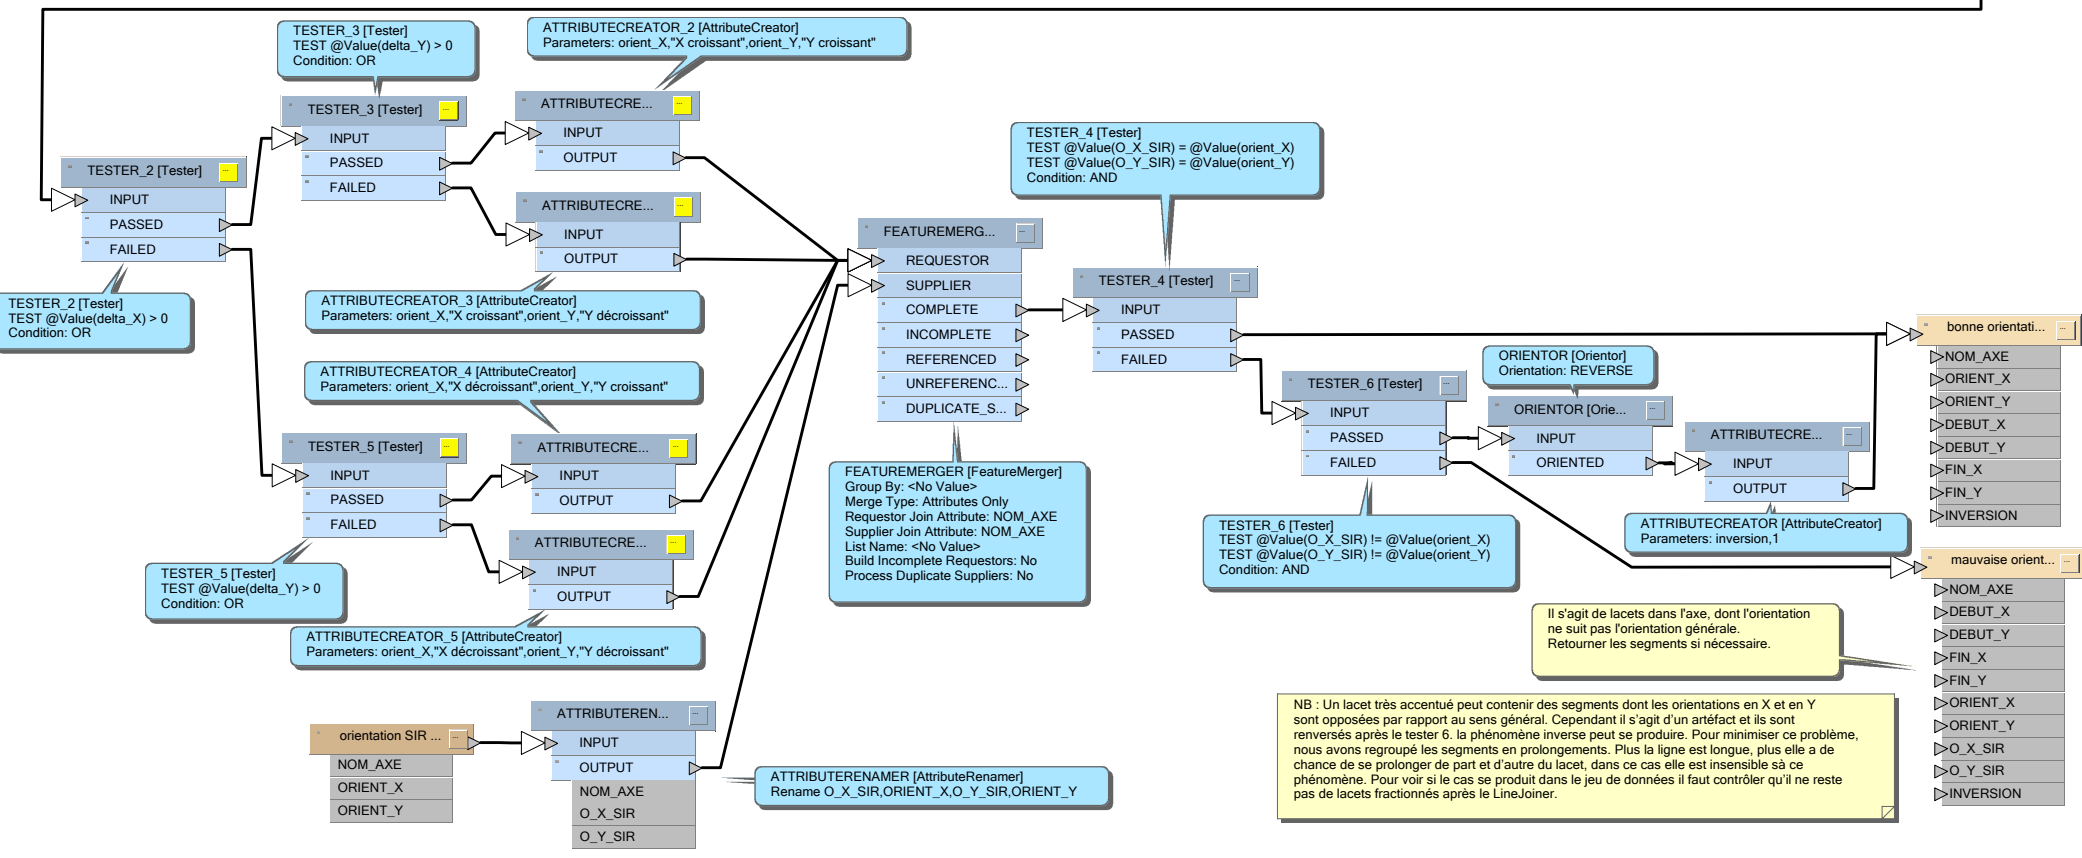 TESTER_3 [Tester]
TEST @Value(delta_Y) > 0
Condition: OR
ATTRIBUTECREATOR_2 [AttributeCreator]
Parameters: orient_X,"X croissant",orient_Y,"Y croissant"
TESTER_3 [Tester]
INPUT
PASSED
FAILED
ATTRIBUTECRE...
INPUT
OUTPUT
TESTER_2 [Tester]
INPUT
PASSED
FAILED
TESTER_2 [Tester]
TEST @Value(delta_X) > 0
Condition: OR
ATTRIBUTECRE...
INPUT
OUTPUT
ATTRIBUTECREATOR_3 [AttributeCreator]
Parameters: orient_X,"X croissant",orient_Y,"Y décroissant"
ATTRIBUTECREATOR_4 [AttributeCreator]
Parameters: orient_X,"X décroissant",orient_Y,"Y croissant"
TESTER_5 [Tester]
INPUT
PASSED
FAILED
ATTRIBUTECRE...
INPUT
OUTPUT
ATTRIBUTECRE...
INPUT
OUTPUT
TESTER_5 [Tester]
TEST @Value(delta_Y) > 0
Condition: OR
ATTRIBUTECREATOR_5 [AttributeCreator]
Parameters: orient_X,"X décroissant",orient_Y,"Y décroissant"
orientation SIR ...
NOM_AXE
ORIENT_X
ORIENT_Y
ATTRIBUTEREN...
INPUT
OUTPUT
NOM_AXE
O_X_SIR
O_Y_SIR
ATTRIBUTERENAMER [AttributeRenamer]
Rename O_X_SIR,ORIENT_X,O_Y_SIR,ORIENT_Y
FEATUREMERG...
REQUESTOR
SUPPLIER
COMPLETE
INCOMPLETE
REFERENCED
UNREFERENC...
DUPLICATE_S...
FEATUREMERGER [FeatureMerger]
Group By: <No Value>
Merge Type: Attributes Only
Requestor Join Attribute: NOM_AXE
Supplier Join Attribute: NOM_AXE
List Name: <No Value>
Build Incomplete Requestors: No
Process Duplicate Suppliers: No
TESTER_4 [Tester]
TEST @Value(O_X_SIR) = @Value(orient_X)
TEST @Value(O_Y_SIR) = @Value(orient_Y)
Condition: AND
TESTER_4 [Tester]
INPUT
PASSED
FAILED
TESTER_6 [Tester]
INPUT
PASSED
FAILED
TESTER_6 [Tester]
TEST @Value(O_X_SIR) != @Value(orient_X)
TEST @Value(O_Y_SIR) != @Value(orient_Y)
Condition: AND
ORIENTOR [Orientor]
Orientation: REVERSE
ORIENTOR [Orie...
INPUT
ORIENTED
ATTRIBUTECRE...
INPUT
OUTPUT
ATTRIBUTECREATOR [AttributeCreator]
Parameters: inversion,1
bonne orientati...
NOM_AXE
ORIENT_X
ORIENT_Y
DEBUT_X
DEBUT_Y
FIN_X
FIN_Y
INVERSION
mauvaise orient...
NOM_AXE
DEBUT_X
DEBUT_Y
FIN_X
FIN_Y
ORIENT_X
ORIENT_Y
O_X_SIR
O_Y_SIR
INVERSION
Il s'agit de lacets dans l'axe, dont l'orientation
ne suit pas l'orientation générale.
Retourner les segments si nécessaire.
NB : Un lacet très accentué peut contenir des segments dont les orientations en X et en Y
sont opposées par rapport au sens général. Cependant il s'agit d'un artéfact et ils sont
renversés après le tester 6. la phénomène inverse peut se produire. Pour minimiser ce problème,
nous avons regroupé les segments en prolongements. Plus la ligne est longue, plus elle a de
chance de se prolonger de part et d'autre du lacet, dans ce cas elle est insensible sà ce
phénomène. Pour voir si le cas se produit dans le jeu de données il faut contrôler qu'il ne reste
pas de lacets fractionnés après le LineJoiner.